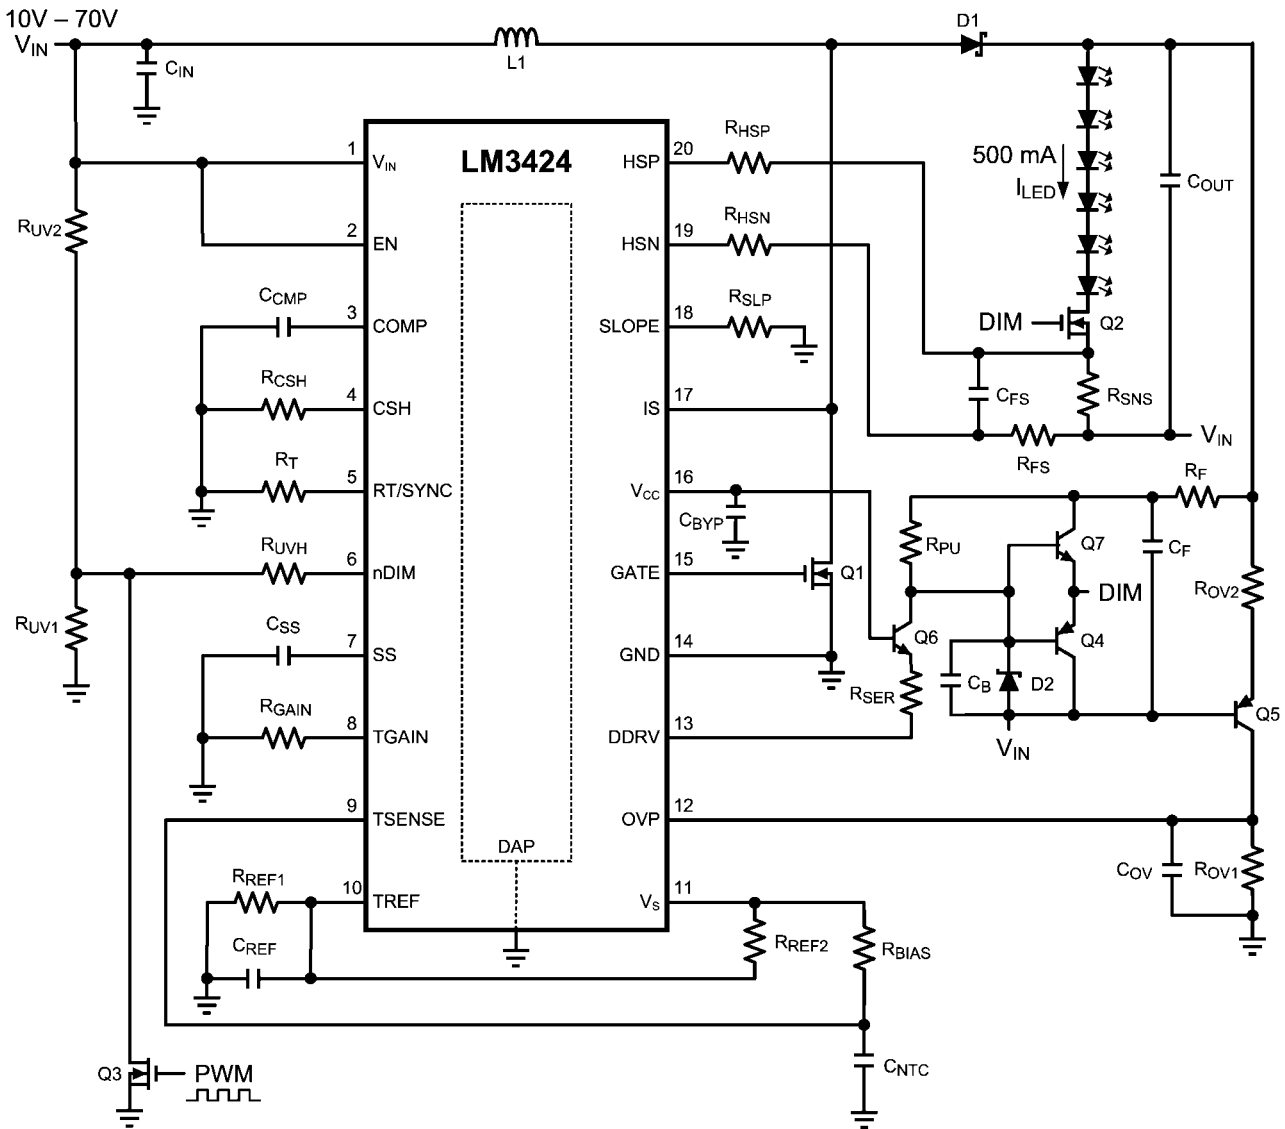 10V – 70V
VIN
CIN
L1
D1
LM3424
1
VIN
2
EN
3
COMP
4
CSH
5
RT/SYNC
6
nDIM
7
SS
8
TGAIN
9
TSENSE
10
TREF
20
HSP
19
HSN
18
SLOPE
17
IS
16
VCC
15
GATE
14
GND
13
DDRV
12
OVP
11
VS
DAP
RUV2
CCMP
RCSH
RT
RUVH
RUV1
CSS
RGAIN
RREF1
CREF
Q3
PWM
RHSP
RHSN
RSLP
500 mA
ILED
COUT
DIM
Q2
CFS
RSNS
RFS
VIN
CBYP
Q1
RPU
Q7
CF
RF
DIM
ROV2
Q6
Q4
CB
D2
RSER
VIN
Q5
COV
ROV1
RREF2
RBIAS
CNTC